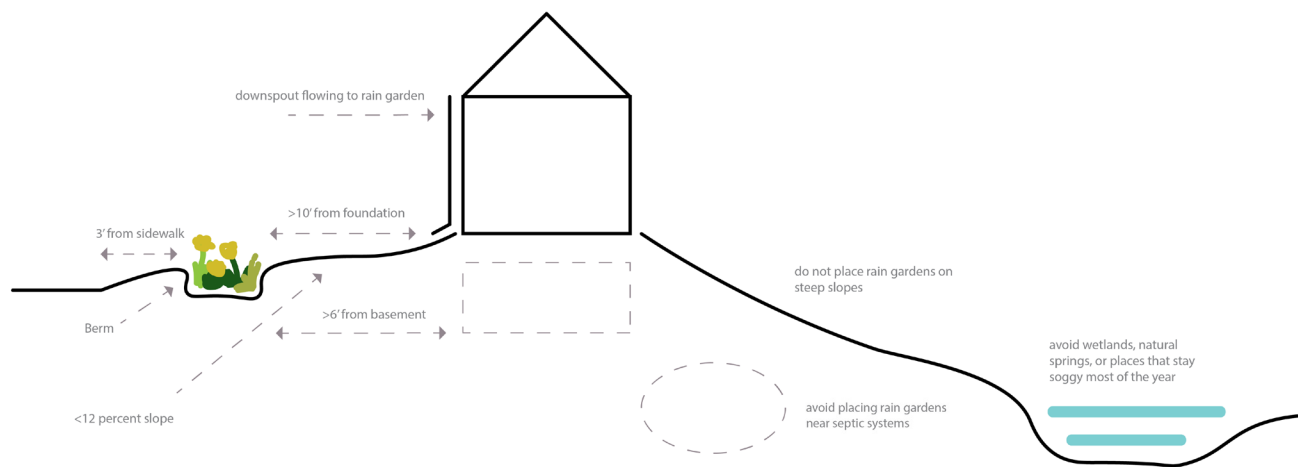 downspout flowing to rain garden
>10' from foundation
3' from sidewalk
Berm
>6' from basement
<12 percent slope
do not place rain gardens on
steep slopes
avoid placing rain gardens
near septic systems
avoid wetlands, natural
springs, or places that stay
soggy most of the year